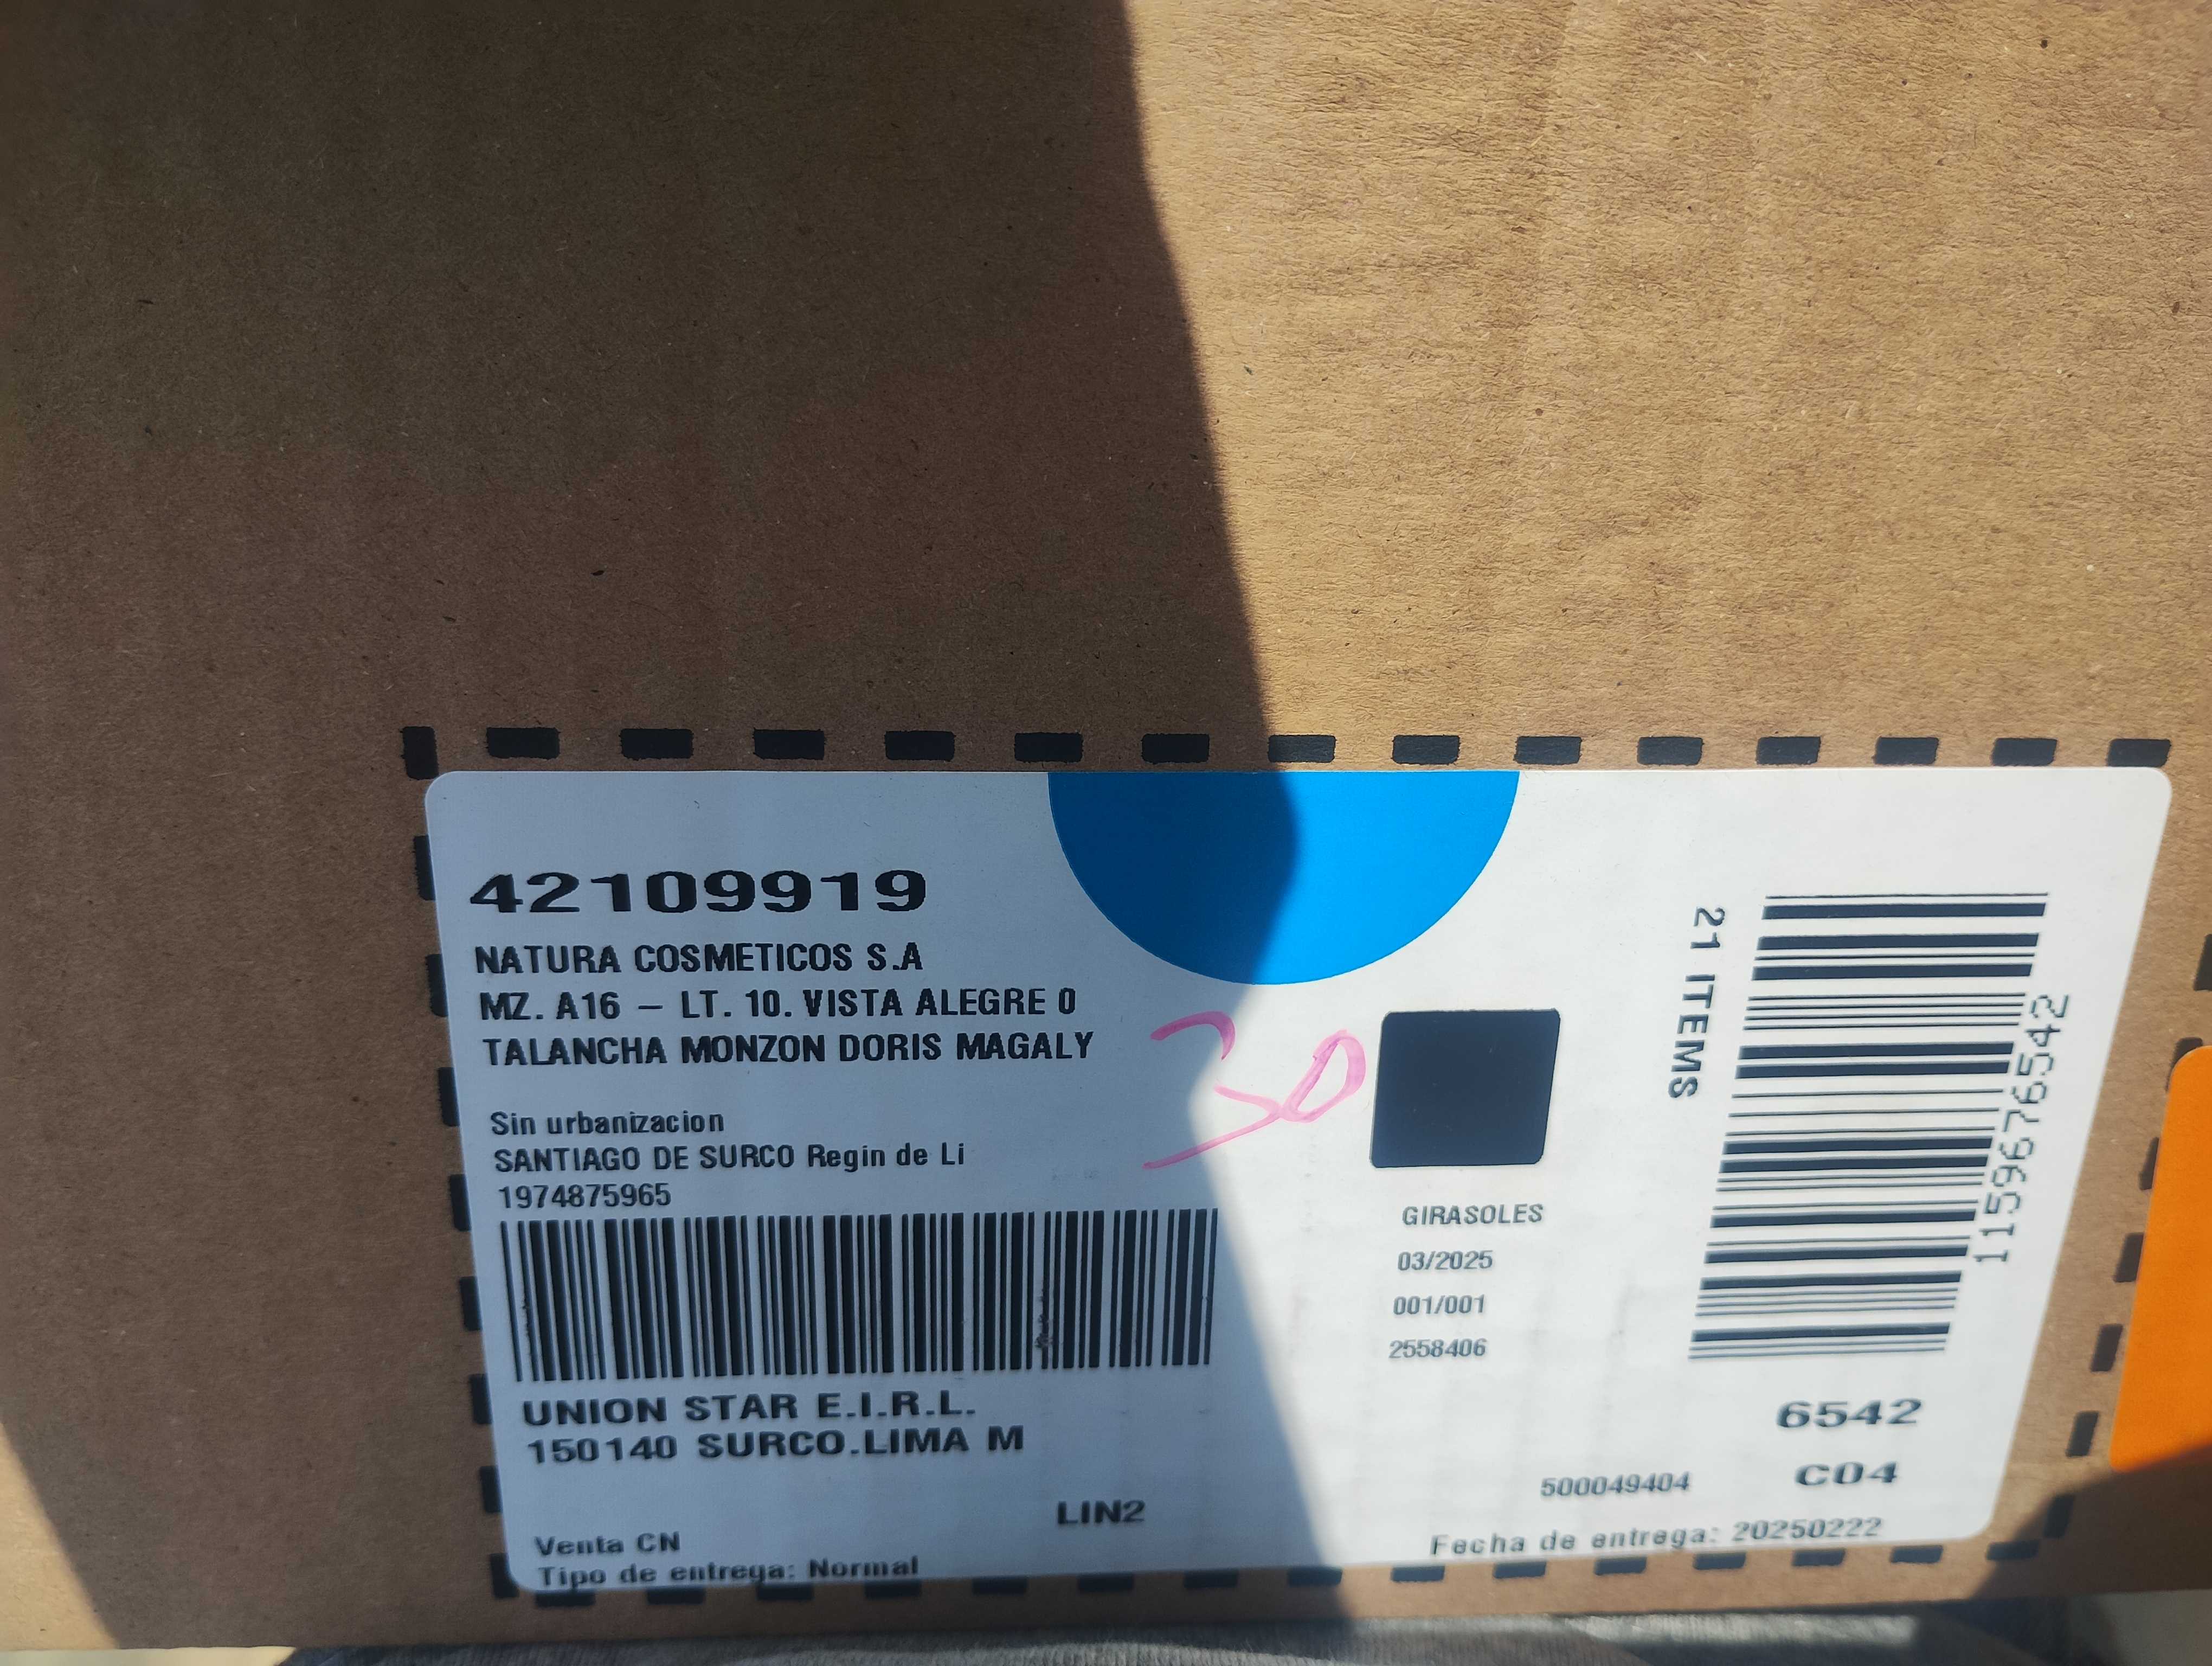 42109919
NATURA COSMETICOS S.A
MZ. A16 – LT. 10. VISTA ALEGRE 0
TALANCHA MONZON DORIS MAGALY
Sin urbanizacion
SANTIAGO DE SURCO Regin de Li
1974875965
UNION STAR E.I.R.L.
150140 SURCO.LIMA M
LIN2
Venta CN
Tipo de entrega: Normal
30
GIRASOLES
03/2025
001/001
2558406
21 ITEMS
1159676542
6542
C04
500049404
Fecha de entrega: 20250222